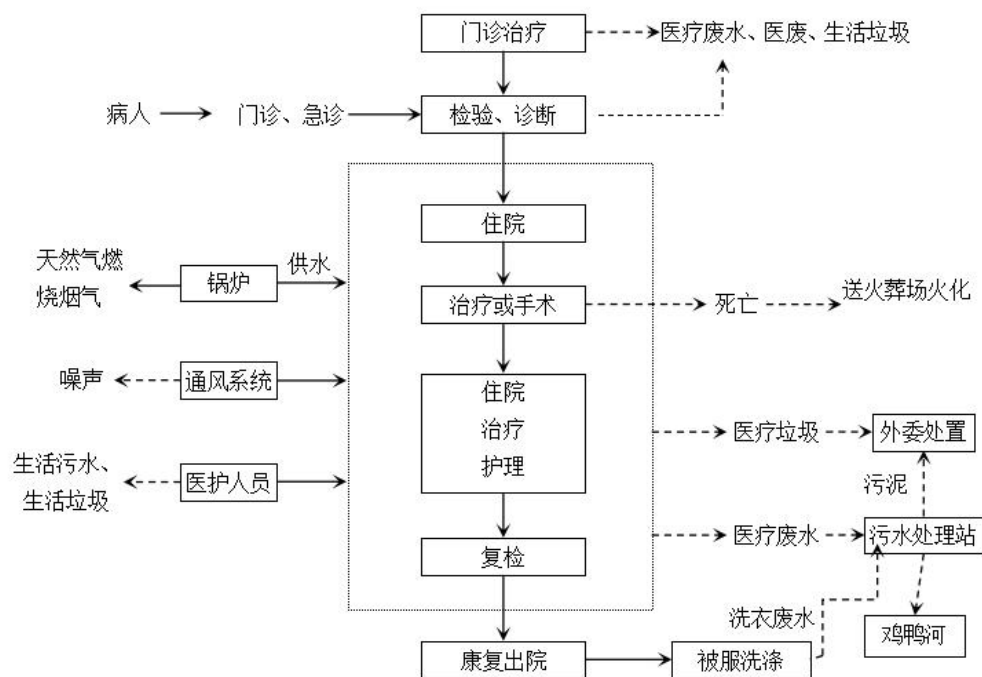 门诊治疗
医疗废水、医废、生活垃圾
病人
门诊、急诊
检验、诊断
住院
天然气燃
烧烟气
锅炉
供水
治疗或手术
死亡
送火葬场火化
噪声
通风系统
住院
治疗
护理
医疗垃圾
外委处置
生活污水、
生活垃圾
医护人员
污泥
复检
医疗废水
污水处理站
洗衣废水
鸡鸭河
康复出院
被服洗涤